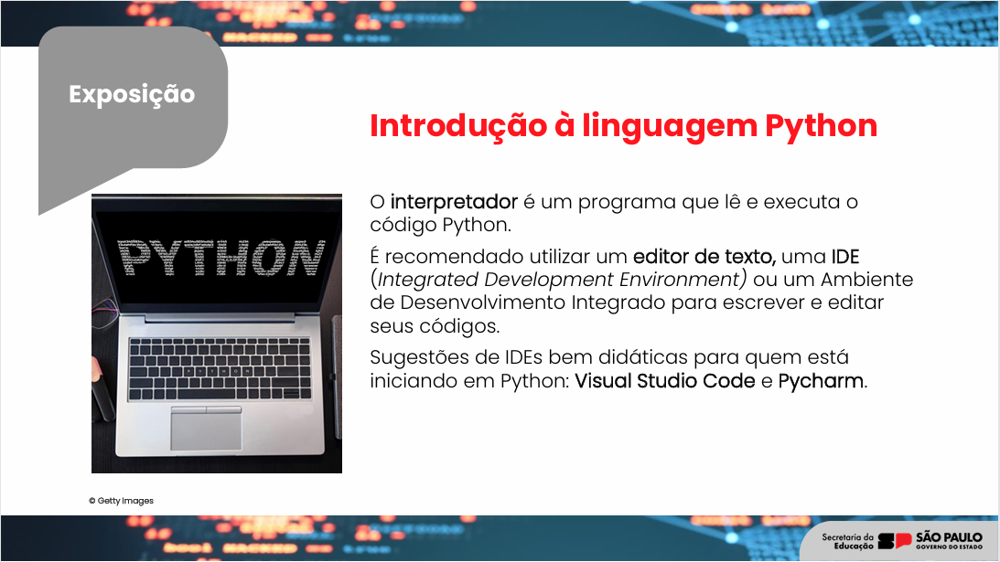 Exposição
Introdução à linguagem Python
O interpretador é um programa que lê e executa o
código Python.
É recomendado utilizar um editor de texto, uma IDE
(Integrated Development Environment) ou um Ambiente
de Desenvolvimento Integrado para escrever e editar
seus códigos.
Sugestões de IDEs bem didáticas para quem está
iniciando em Python: Visual Studio Code e Pycharm.
PYTHON
PYTHON
© Getty Images
Secretaria da
Educação
SP
SÃO PAULO
GOVERNO DO ESTADO